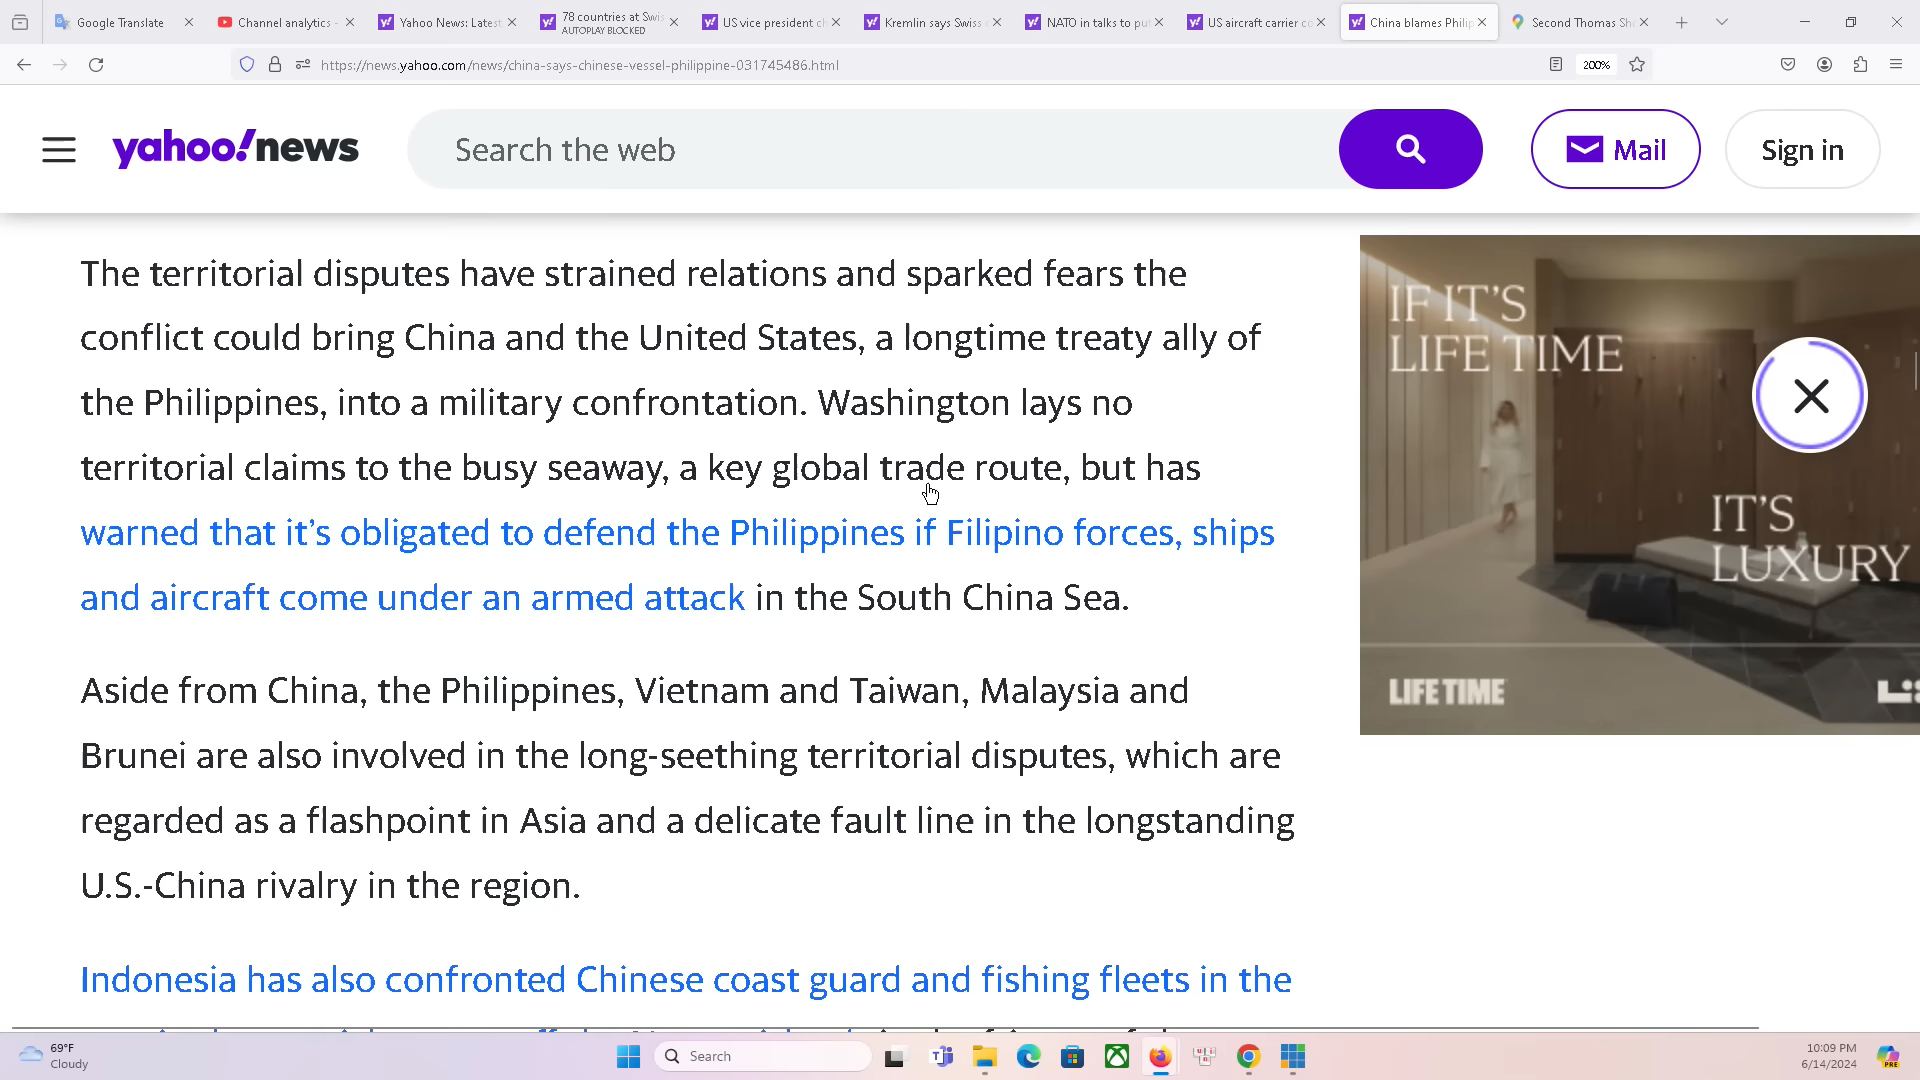 Google Translate
Channel analytics -
Yahoo News: Latest
78 countries at Swis
AUTOPLAY BLOCKED
US vice president ch
Kremlin says Swiss c
NATO in talks to put
US aircraft carrier co
China blames Philip
Second Thomas Sh
https://news.yahoo.com/news/china-says-chinese-vessel-philippine-031745486.html
200%
yahoo!news
Search the web
Mail
Sign in
The territorial disputes have strained relations and sparked fears the
conflict could bring China and the United States, a longtime treaty ally of
the Philippines, into a military confrontation. Washington lays no
territorial claims to the busy seaway, a key global trade route, but has
warned that it’s obligated to defend the Philippines if Filipino forces, ships
and aircraft come under an armed attack in the South China Sea.
Aside from China, the Philippines, Vietnam and Taiwan, Malaysia and
Brunei are also involved in the long-seething territorial disputes, which are
regarded as a flashpoint in Asia and a delicate fault line in the longstanding
U.S.-China rivalry in the region.
Indonesia has also confronted Chinese coast guard and fishing fleets in the
IF IT’S
LIFE TIME
IT’S
LUXURY
LIFE TIME
69°F
Cloudy
Search
10:09 PM
6/14/2024
PRE